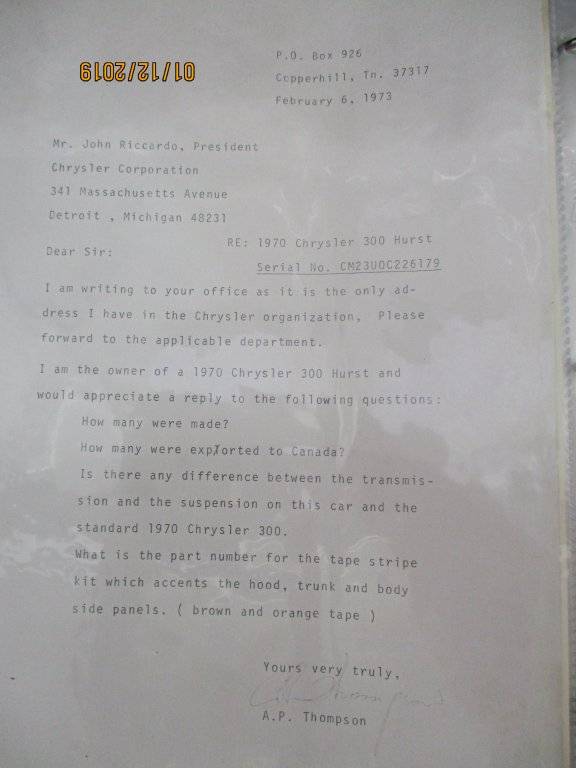 01/12/2019
P.O. Box 926
Copperhill, Tn. 37317
February 6, 1973
Mr. John Riccardo, President
Chrysler Corporation
341 Massachusetts Avenue
Detroit , Michigan 48231
RE: 1970 Chrysler 300 Hurst
Dear Sir:
Serial No. CM23U0C226179
I am writing to your office as it is the only ad-
dress I have in the Chrysler organization, Please
forward to the applicable department.
I am the owner of a 1970 Chrysler 300 Hurst and
would appreciate a reply to the following questions:
How many were made?
How many were exported to Canada?
Is there any difference between the transmis-
sion and the suspension on this car and the
standard 1970 Chrysler 300.
What is the part number for the tape stripe
kit which accents the hood, trunk and body
side panels. ( brown and orange tape )
Yours very truly,
A.P. Thompson